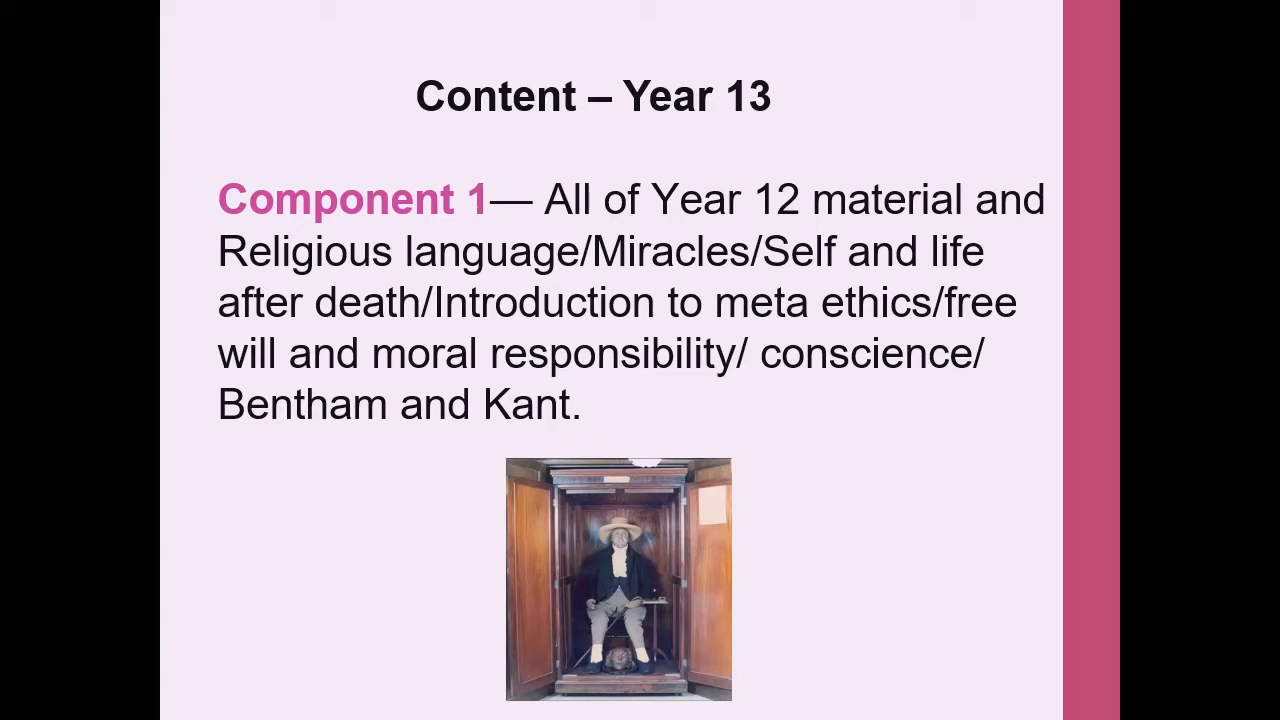 Content – Year 13
Component 1— All of Year 12 material and
Religious language/Miracles/Self and life
after death/Introduction to meta ethics/free
will and moral responsibility/ conscience/
Bentham and Kant.